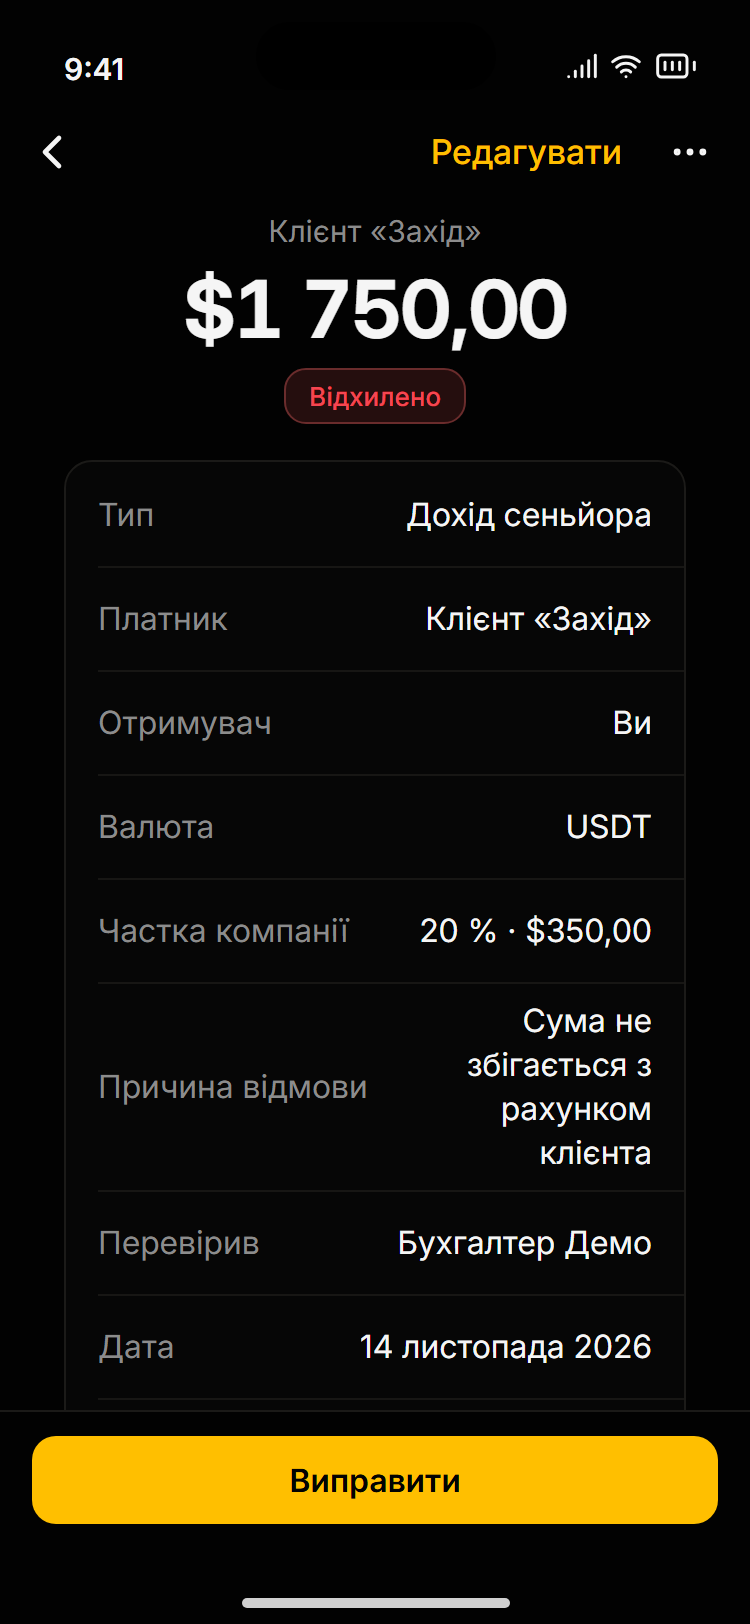 9:41
Редагувати
Клієнт «Захід»
$1 750,00
Відхилено
Тип Дохід сеньйора
Платник Клієнт «Захід»
Отримувач Ви
Валюта USDT
Частка компанії 20 % · $350,00
Причина відмови Сума не
збігається з
рахунком
клієнта
Перевірив Бухгалтер Демо
Дата 14 листопада 2026
Виправити